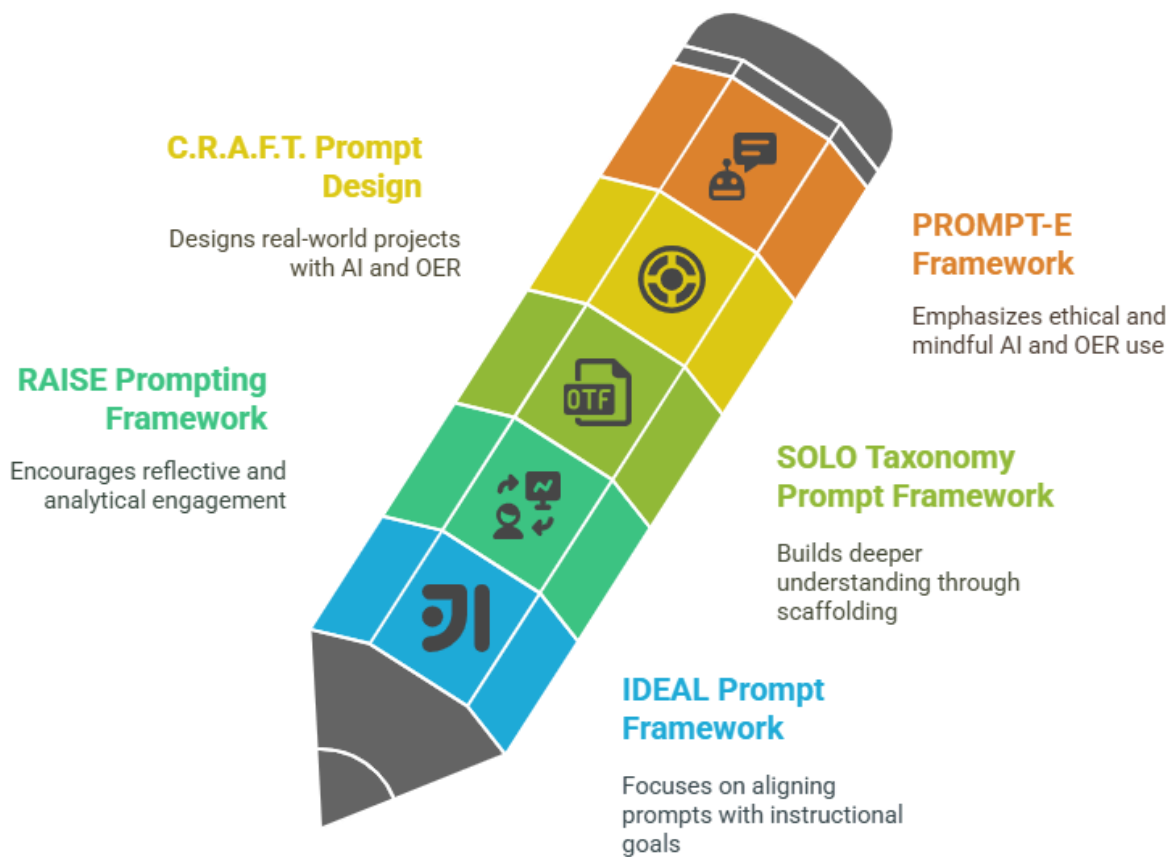 C.R.A.F.T. Prompt
Design
Designs real-world projects
with AI and OER
PROMPT-E
Framework
Emphasizes ethical and
mindful AI and OER use
RAISE Prompting
Framework
Encourages reflective and
analytical engagement
OTF
SOLO Taxonomy
Prompt Framework
Builds deeper
understanding through
scaffolding
IDEAL Prompt
Framework
Focuses on aligning
prompts with instructional
goals